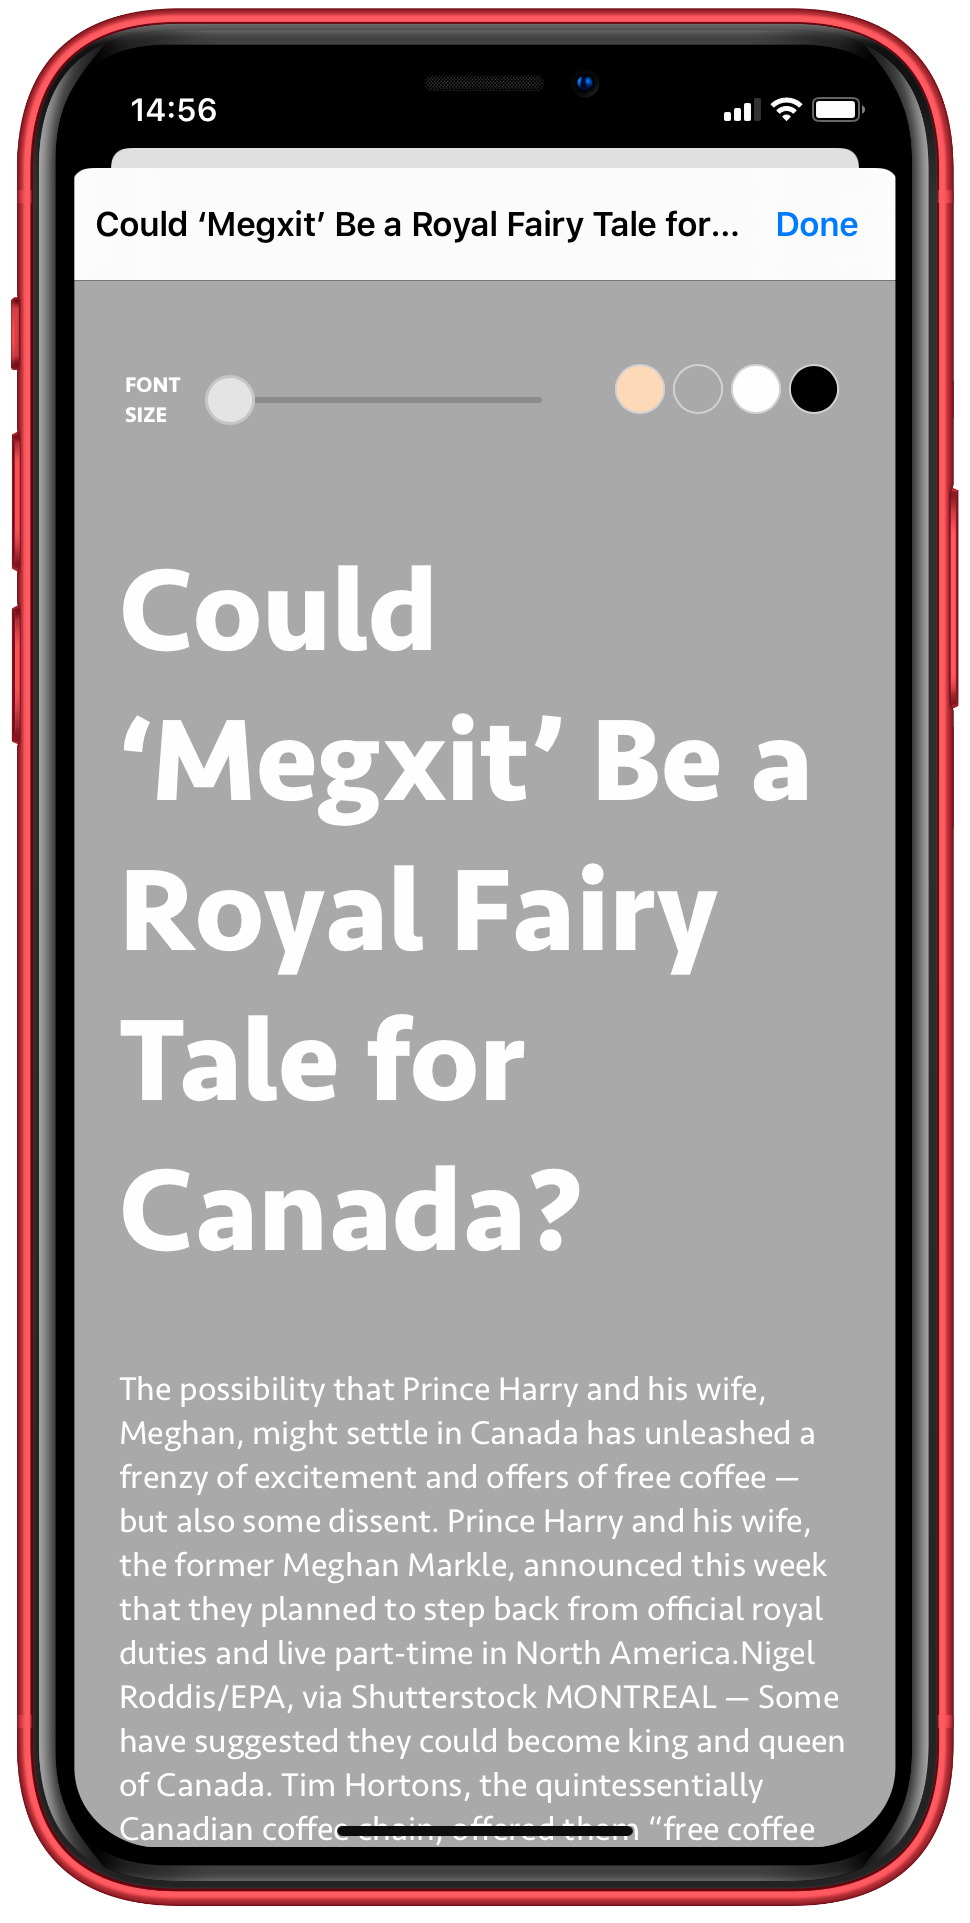 14:56
Could ‘Megxit’ Be a Royal Fairy Tale for... Done
FONT
SIZE
Could
‘Megxit’ Be a
Royal Fairy
Tale for
Canada?
The possibility that Prince Harry and his wife,
Meghan, might settle in Canada has unleashed a
frenzy of excitement and offers of free coffee —
but also some dissent. Prince Harry and his wife,
the former Meghan Markle, announced this week
that they planned to step back from official royal
duties and live part-time in North America.Nigel
Roddis/EPA, via Shutterstock MONTREAL — Some
have suggested they could become king and queen
of Canada. Tim Hortons, the quintessentially
Canadian coffee chain, offered them “free coffee